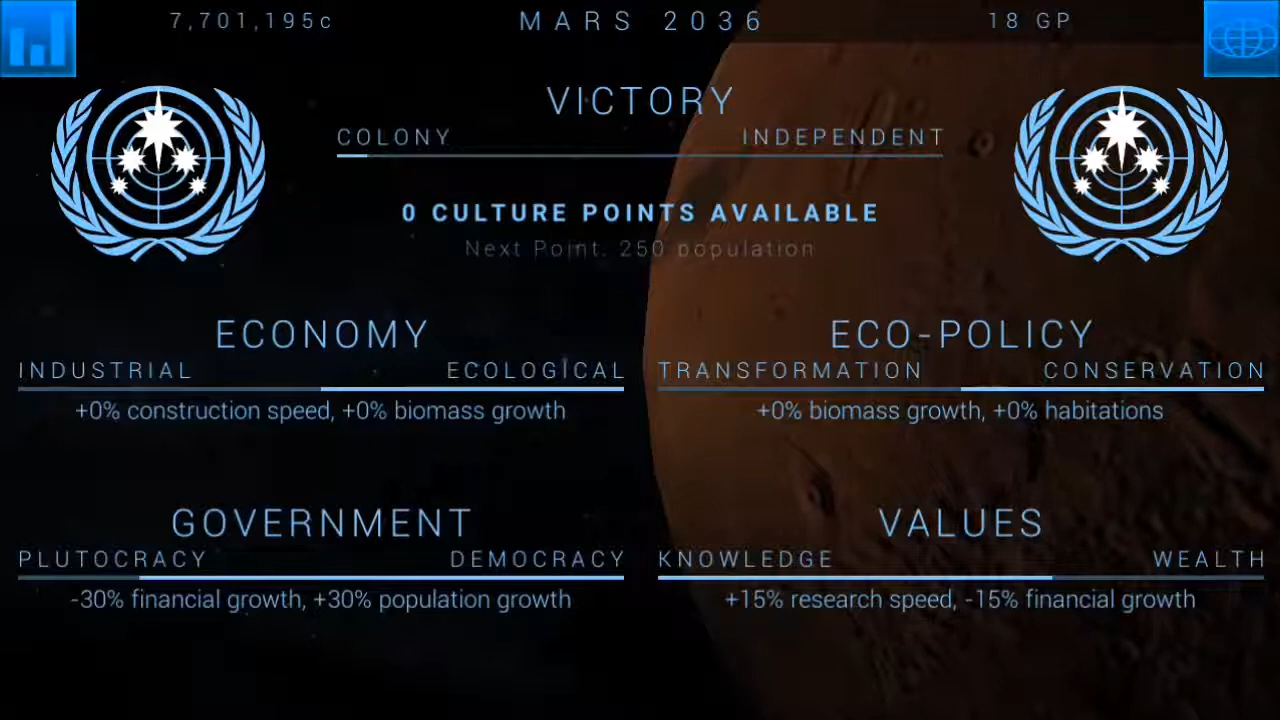 7,701,195c MARS 2036 18 GP
VICTORY
COLONY INDEPENDENT
0 CULTURE POINTS AVAILABLE
Next Point: 250 population
ECONOMY ECO-POLICY
INDUSTRIAL ECOLOGICAL TRANSFORMATION CONSERVATION
+0% construction speed, +0% biomass growth +0% biomass growth, +0% habitations
GOVERNMENT VALUES
PLUTOCRACY DEMOCRACY KNOWLEDGE WEALTH
-30% financial growth, +30% population growth +15% research speed, -15% financial growth